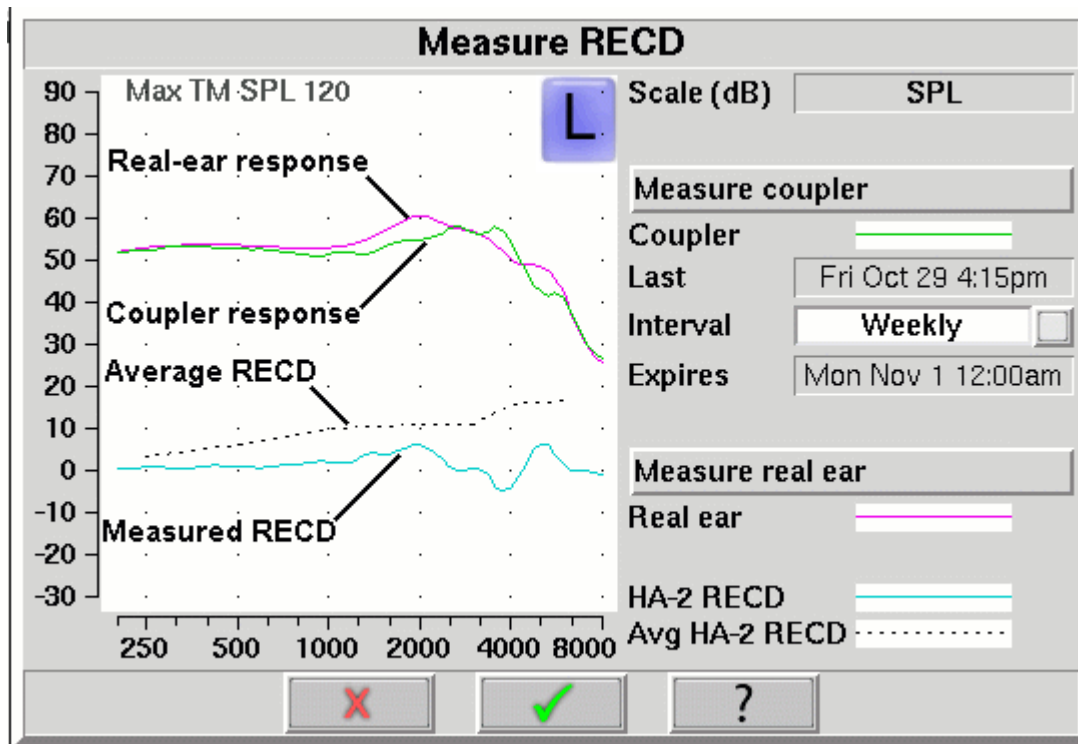 Measure RECD
Max TM SPL 120
L
90
80
70
60
50
40
30
20
10
0
-10
-20
-30
Real-ear response
Coupler response
Average RECD
Measured RECD
250 500 1000 2000 4000 8000
Scale (dB) SPL
Measure coupler
Coupler
Last Fri Oct 29 4:15pm
Interval Weekly
Expires Mon Nov 1 12:00am
Measure real ear
Real ear
HA-2 RECD
Avg HA-2 RECD
X ✓ ?